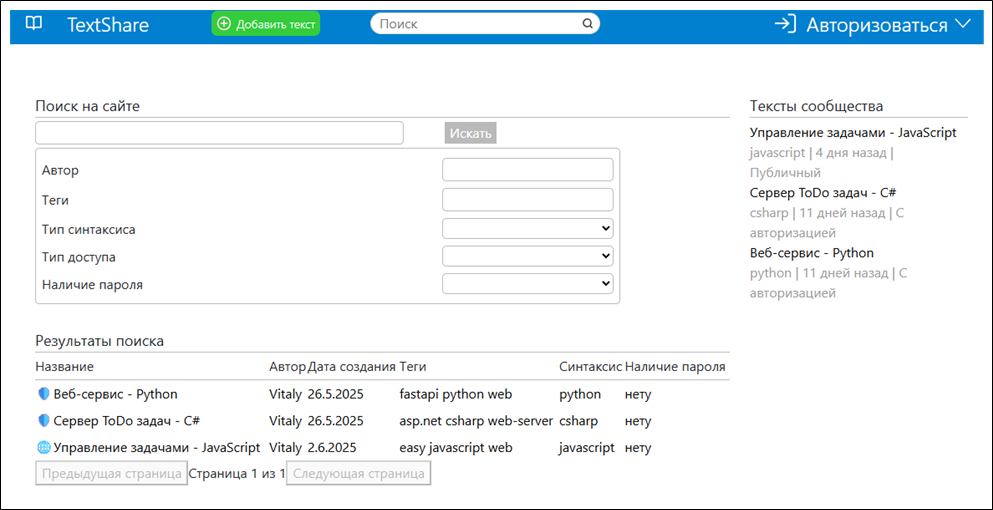 TextShare Добавить текст Поиск Авторизоваться
Поиск на сайте
Искать
Автор
Теги
Тип синтаксиса
Тип доступа
Наличие пароля
Результаты поиска
Название Автор Дата создания Теги Синтаксис Наличие пароля
Веб-сервис - Python Vitaly 26.5.2025 fastapi python web python нету
Сервер ToDo задач - C# Vitaly 26.5.2025 asp.net csharp web-server csharp нету
Управление задачами - JavaScript Vitaly 2.6.2025 easy javascript web javascript нету
Предыдущая страница Страница 1 из 1 Следующая страница
Тексты сообщества
Управление задачами - JavaScript
javascript | 4 дня назад |
Публичный
Сервер ToDo задач - C#
csharp | 11 дней назад | С
авторизацией
Веб-сервис - Python
python | 11 дней назад | С
авторизацией